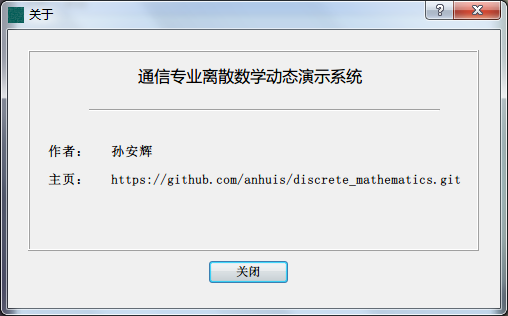 关于
通信专业离散数学动态演示系统
作者： 孙安辉
主页： https://github.com/anhuis/discrete_mathematics.git
关闭